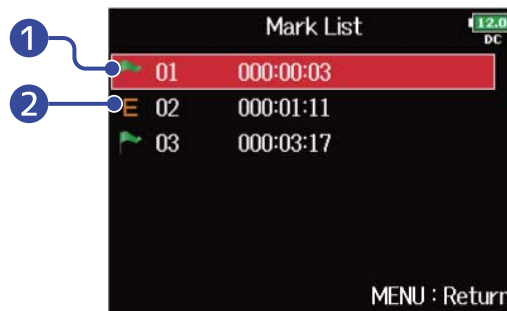 Mark List
12.0
DC
1
01 000:00:03
2
E 02 000:01:11
03 000:03:17
MENU : Return